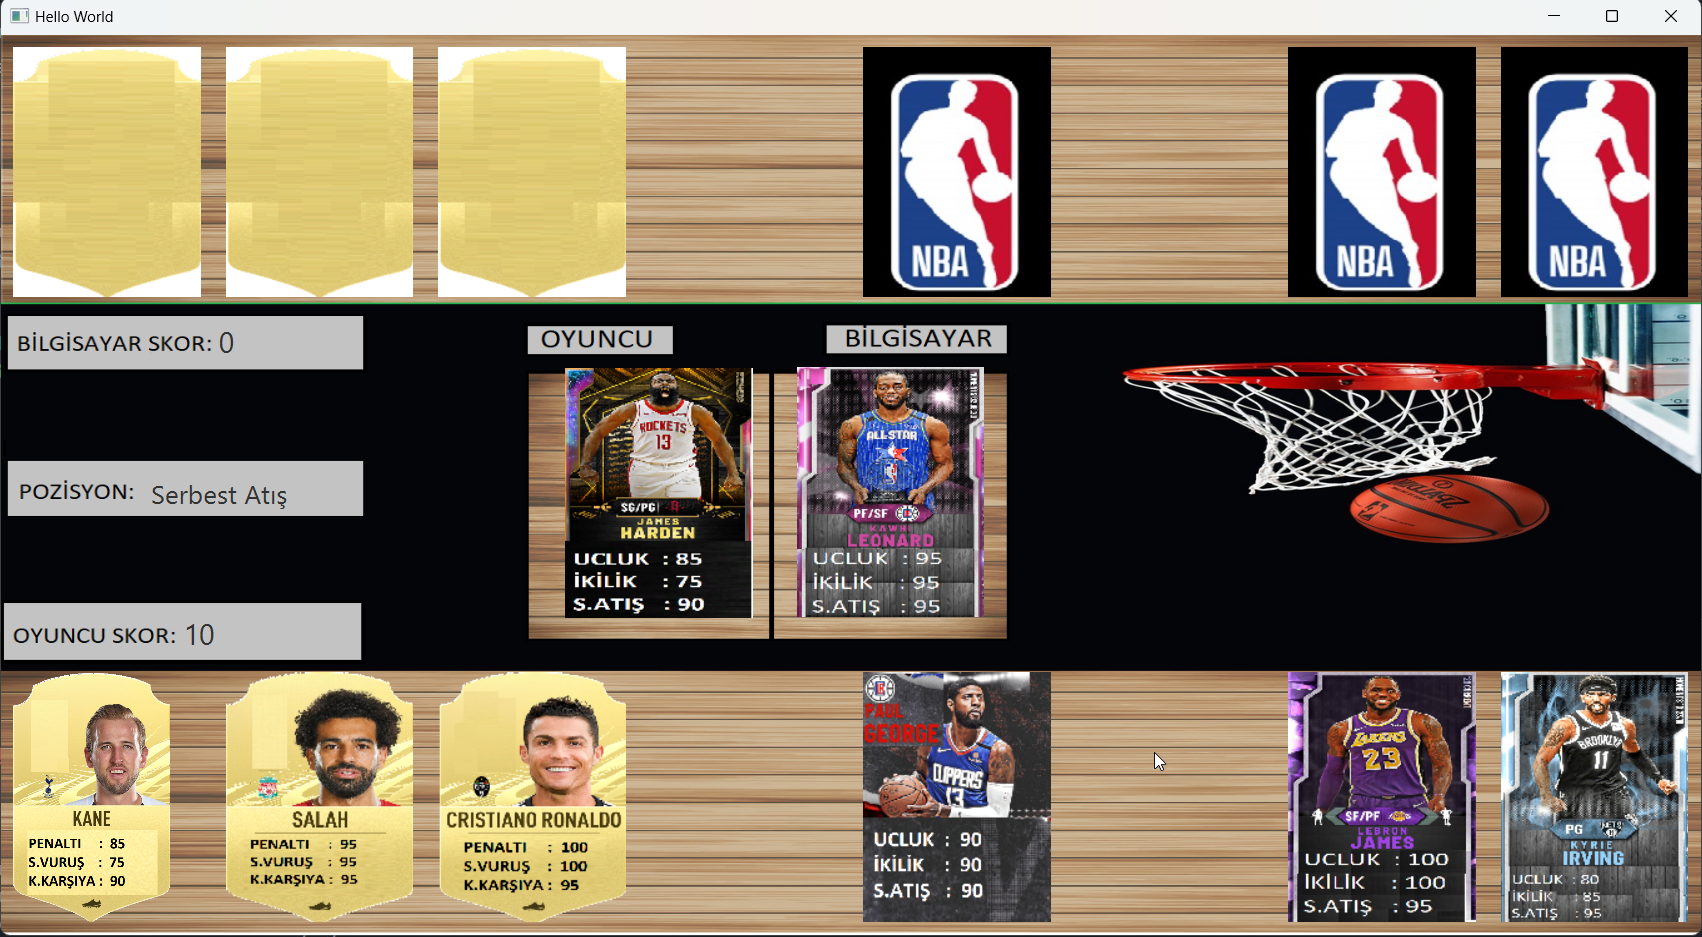 Hello World
NBA
NBA
NBA
BİLGİSAYAR SKOR: 0
OYUNCU
BİLGİSAYAR
POZİSYON: Serbest Atış
OYUNCU SKOR: 10
ROCKETS
13
SG/PG
JAMES
HARDEN
UCLUK : 85
İKİLİK : 75
S.ATIŞ : 90
ALL STAR
PF/SF
KAWHI
LEONARD
UCLUK : 95
İKİLİK : 95
S.ATIŞ : 95
KANE
PENALTI : 85
S.VURUŞ : 75
K.KARŞIYA : 90
SALAH
PENALTI : 95
S.VURUŞ : 95
K.KARŞIYA : 95
CRISTIANO RONALDO
PENALTI : 100
S.VURUŞ : 100
K.KARŞIYA : 95
PAUL
GEORGE
CLIPPERS
13
UCLUK : 90
İKİLİK : 90
S.ATIŞ : 90
LAKERS
23
SF/PF
LEBRON
JAMES
UCLUK : 100
İKİLİK : 100
S.ATIŞ : 95
BROOKLYN
11
PG
KYRIE
IRVING
UCLUK : 80
İKİLİK : 85
S.ATIŞ : 95